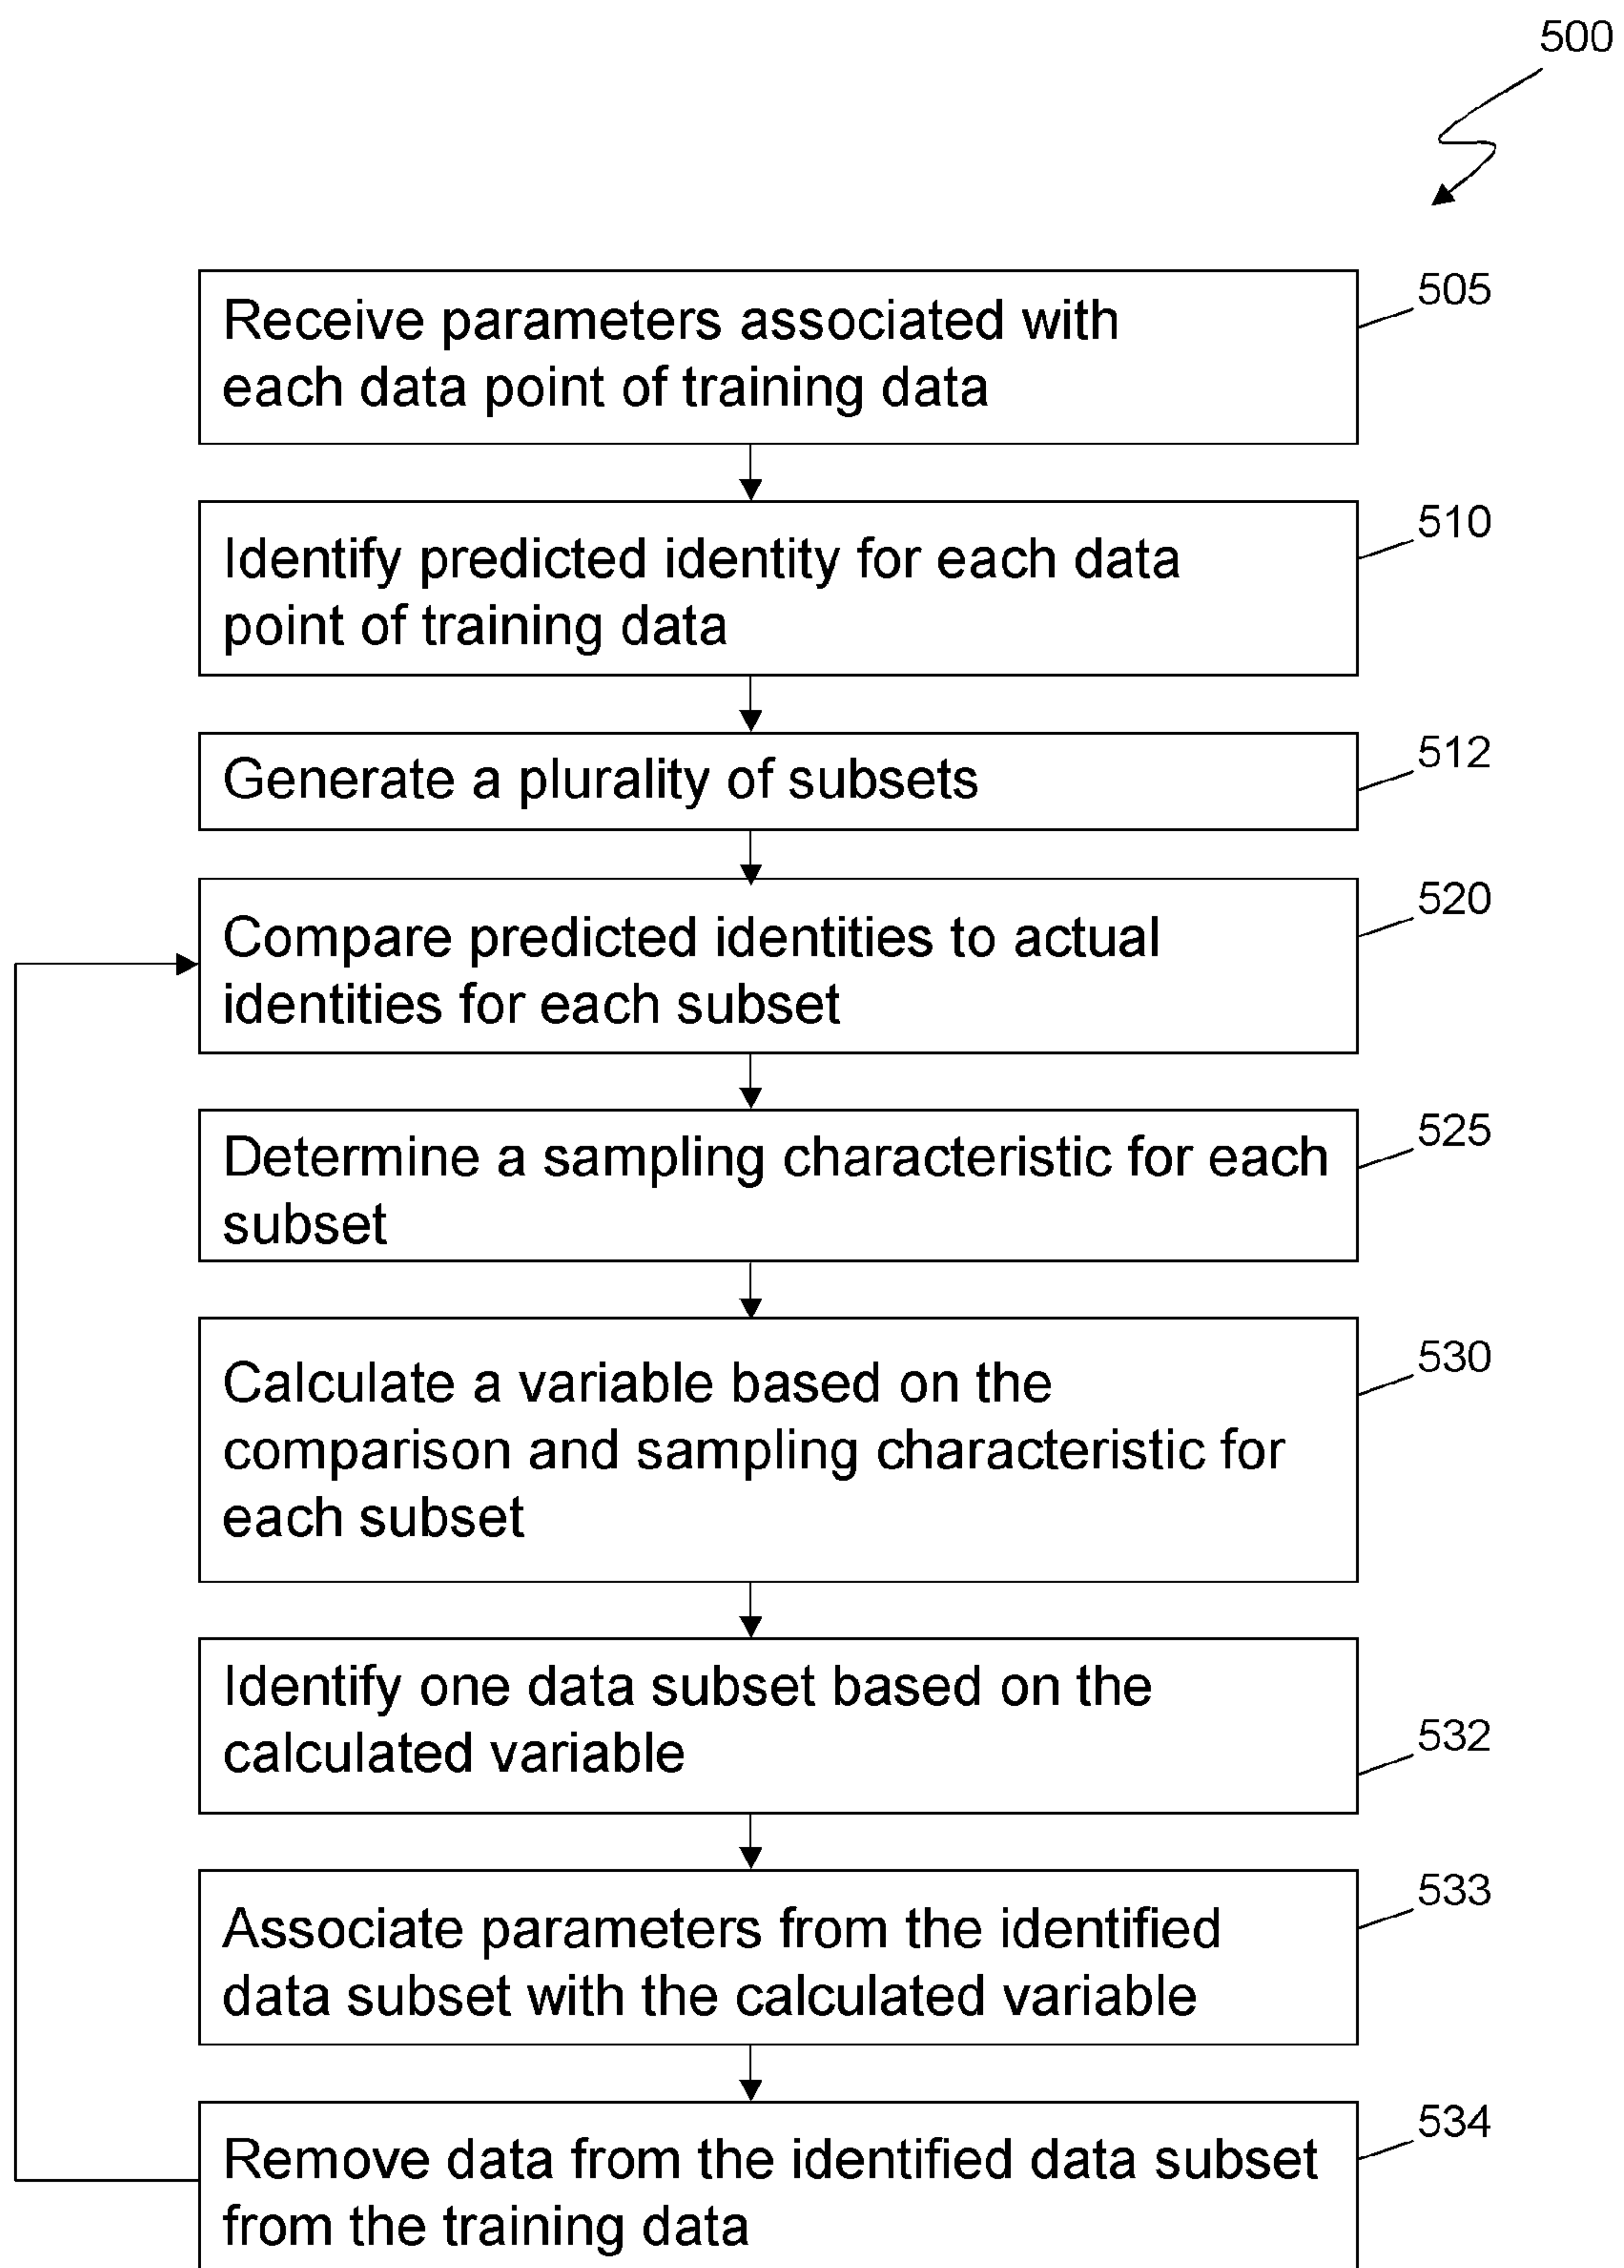 500
Receive parameters associated with
each data point of training data
505
Identify predicted identity for each data
point of training data
510
Generate a plurality of subsets
512
Compare predicted identities to actual
identities for each subset
520
Determine a sampling characteristic for each
subset
525
Calculate a variable based on the
comparison and sampling characteristic for
each subset
530
Identify one data subset based on the
calculated variable
532
Associate parameters from the identified
data subset with the calculated variable
533
Remove data from the identified data subset
from the training data
534